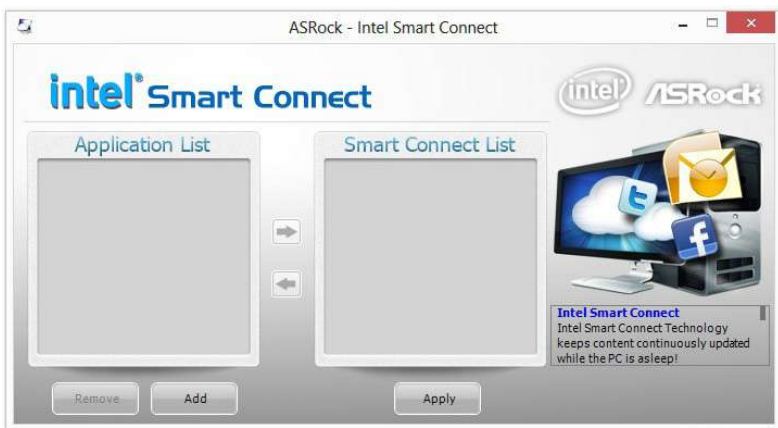 ASRock - Intel Smart Connect
intel® Smart Connect
intel® ASRock
Application List
Smart Connect List
Intel Smart Connect
Intel Smart Connect Technology
keeps content continuously updated
while the PC is asleep!
Remove
Add
Apply